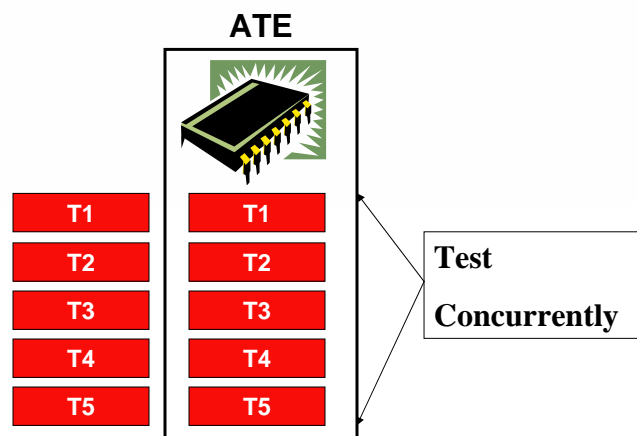 ATE
T1 T1
T2 T2
T3 T3
T4 T4
T5 T5
Test
Concurrently